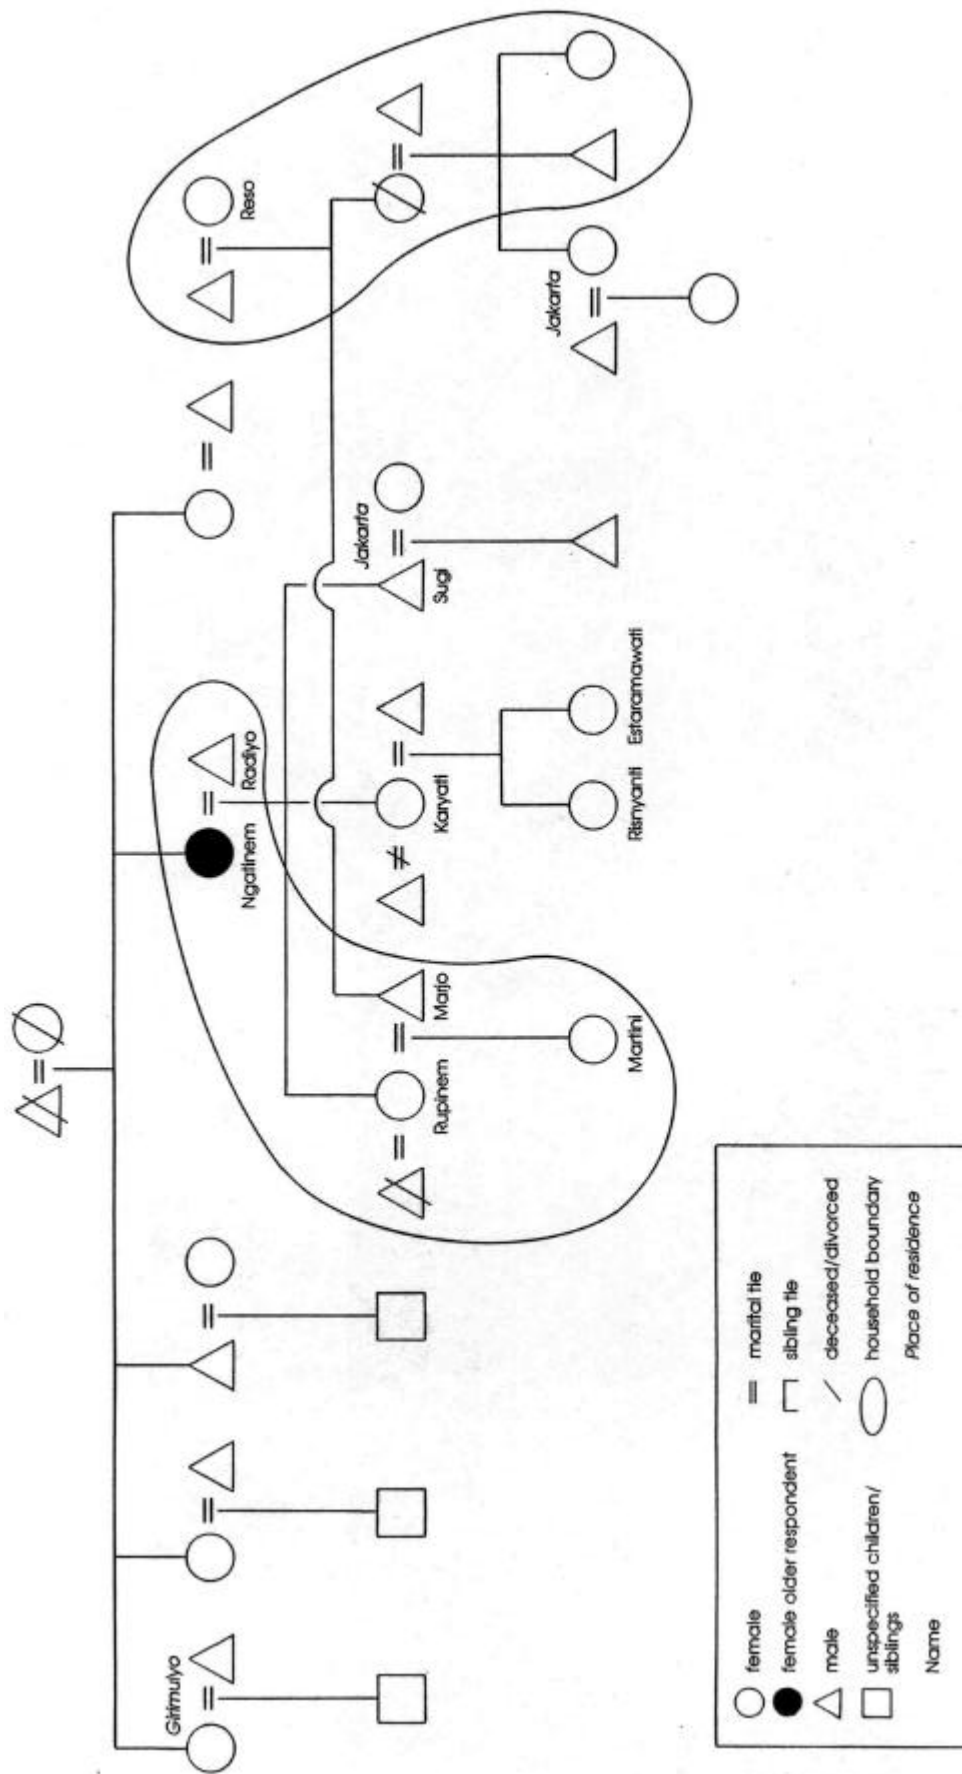 Girimulyo
Ngatinem
Radiyo
Reso
Rupinem
Marjo
Karyati
Sugi
Jakarta
Martini
Risnyanti
Estaramawati
Jakarta
female
female older respondent
male
unspecified children/
siblings
Name
marital tie
sibling tie
deceased/divorced
household boundary
Place of residence